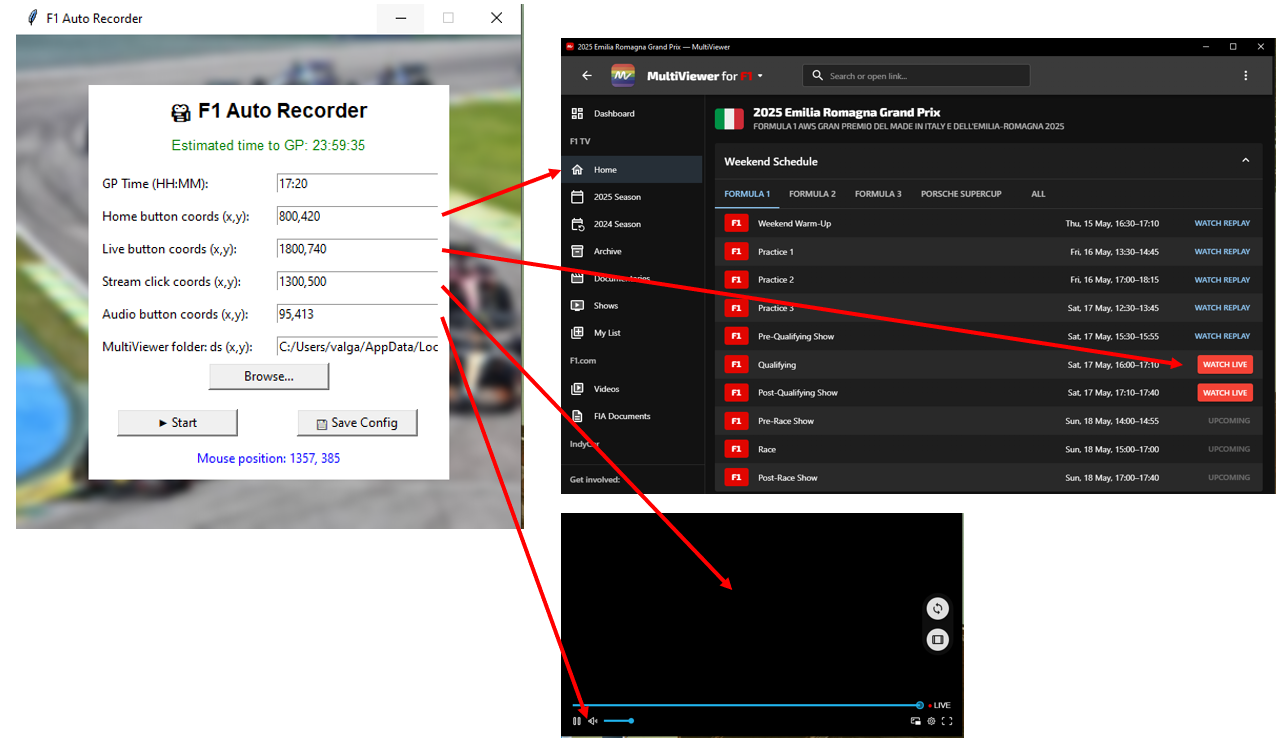 F1 Auto Recorder
F1 Auto Recorder
Estimated time to GP: 23:59:35
GP Time (HH:MM): 17:20
Home button coords (x,y): 800,420
Live button coords (x,y): 1800,740
Stream click coords (x,y): 1300,500
Audio button coords (x,y): 95,413
MultiViewer folder: ds (x,y): C:/Users/valga/AppData/Loc
Browse...
Start
Save Config
Mouse position: 1357, 385
2025 Emilia Romagna Grand Prix — MultiViewer
MultiViewer for F1
Search or open link...
Dashboard
F1 TV
Home
2025 Season
2024 Season
Archive
Documentaries
Shows
My List
F1.com
Videos
FIA Documents
IndyCar
Get involved:
2025 Emilia Romagna Grand Prix
FORMULA 1 AWS GRAN PREMIO DEL MADE IN ITALY E DELL'EMILIA-ROMAGNA 2025
Weekend Schedule
FORMULA 1 FORMULA 2 FORMULA 3 PORSCHE SUPERCUP ALL
F1 Weekend Warm-Up Thu, 15 May, 16:30–17:10 WATCH REPLAY
F1 Practice 1 Fri, 16 May, 13:30–14:45 WATCH REPLAY
F1 Practice 2 Fri, 16 May, 17:00–18:15 WATCH REPLAY
F1 Practice 3 Sat, 17 May, 12:30–13:45 WATCH REPLAY
F1 Pre-Qualifying Show Sat, 17 May, 15:30–15:55 WATCH REPLAY
F1 Qualifying Sat, 17 May, 16:00–17:10 WATCH LIVE
F1 Post-Qualifying Show Sat, 17 May, 17:10–17:40 WATCH LIVE
F1 Pre-Race Show Sun, 18 May, 14:00–14:55 UPCOMING
F1 Race Sun, 18 May, 15:00–17:00 UPCOMING
F1 Post-Race Show Sun, 18 May, 17:00–17:40 UPCOMING
LIVE